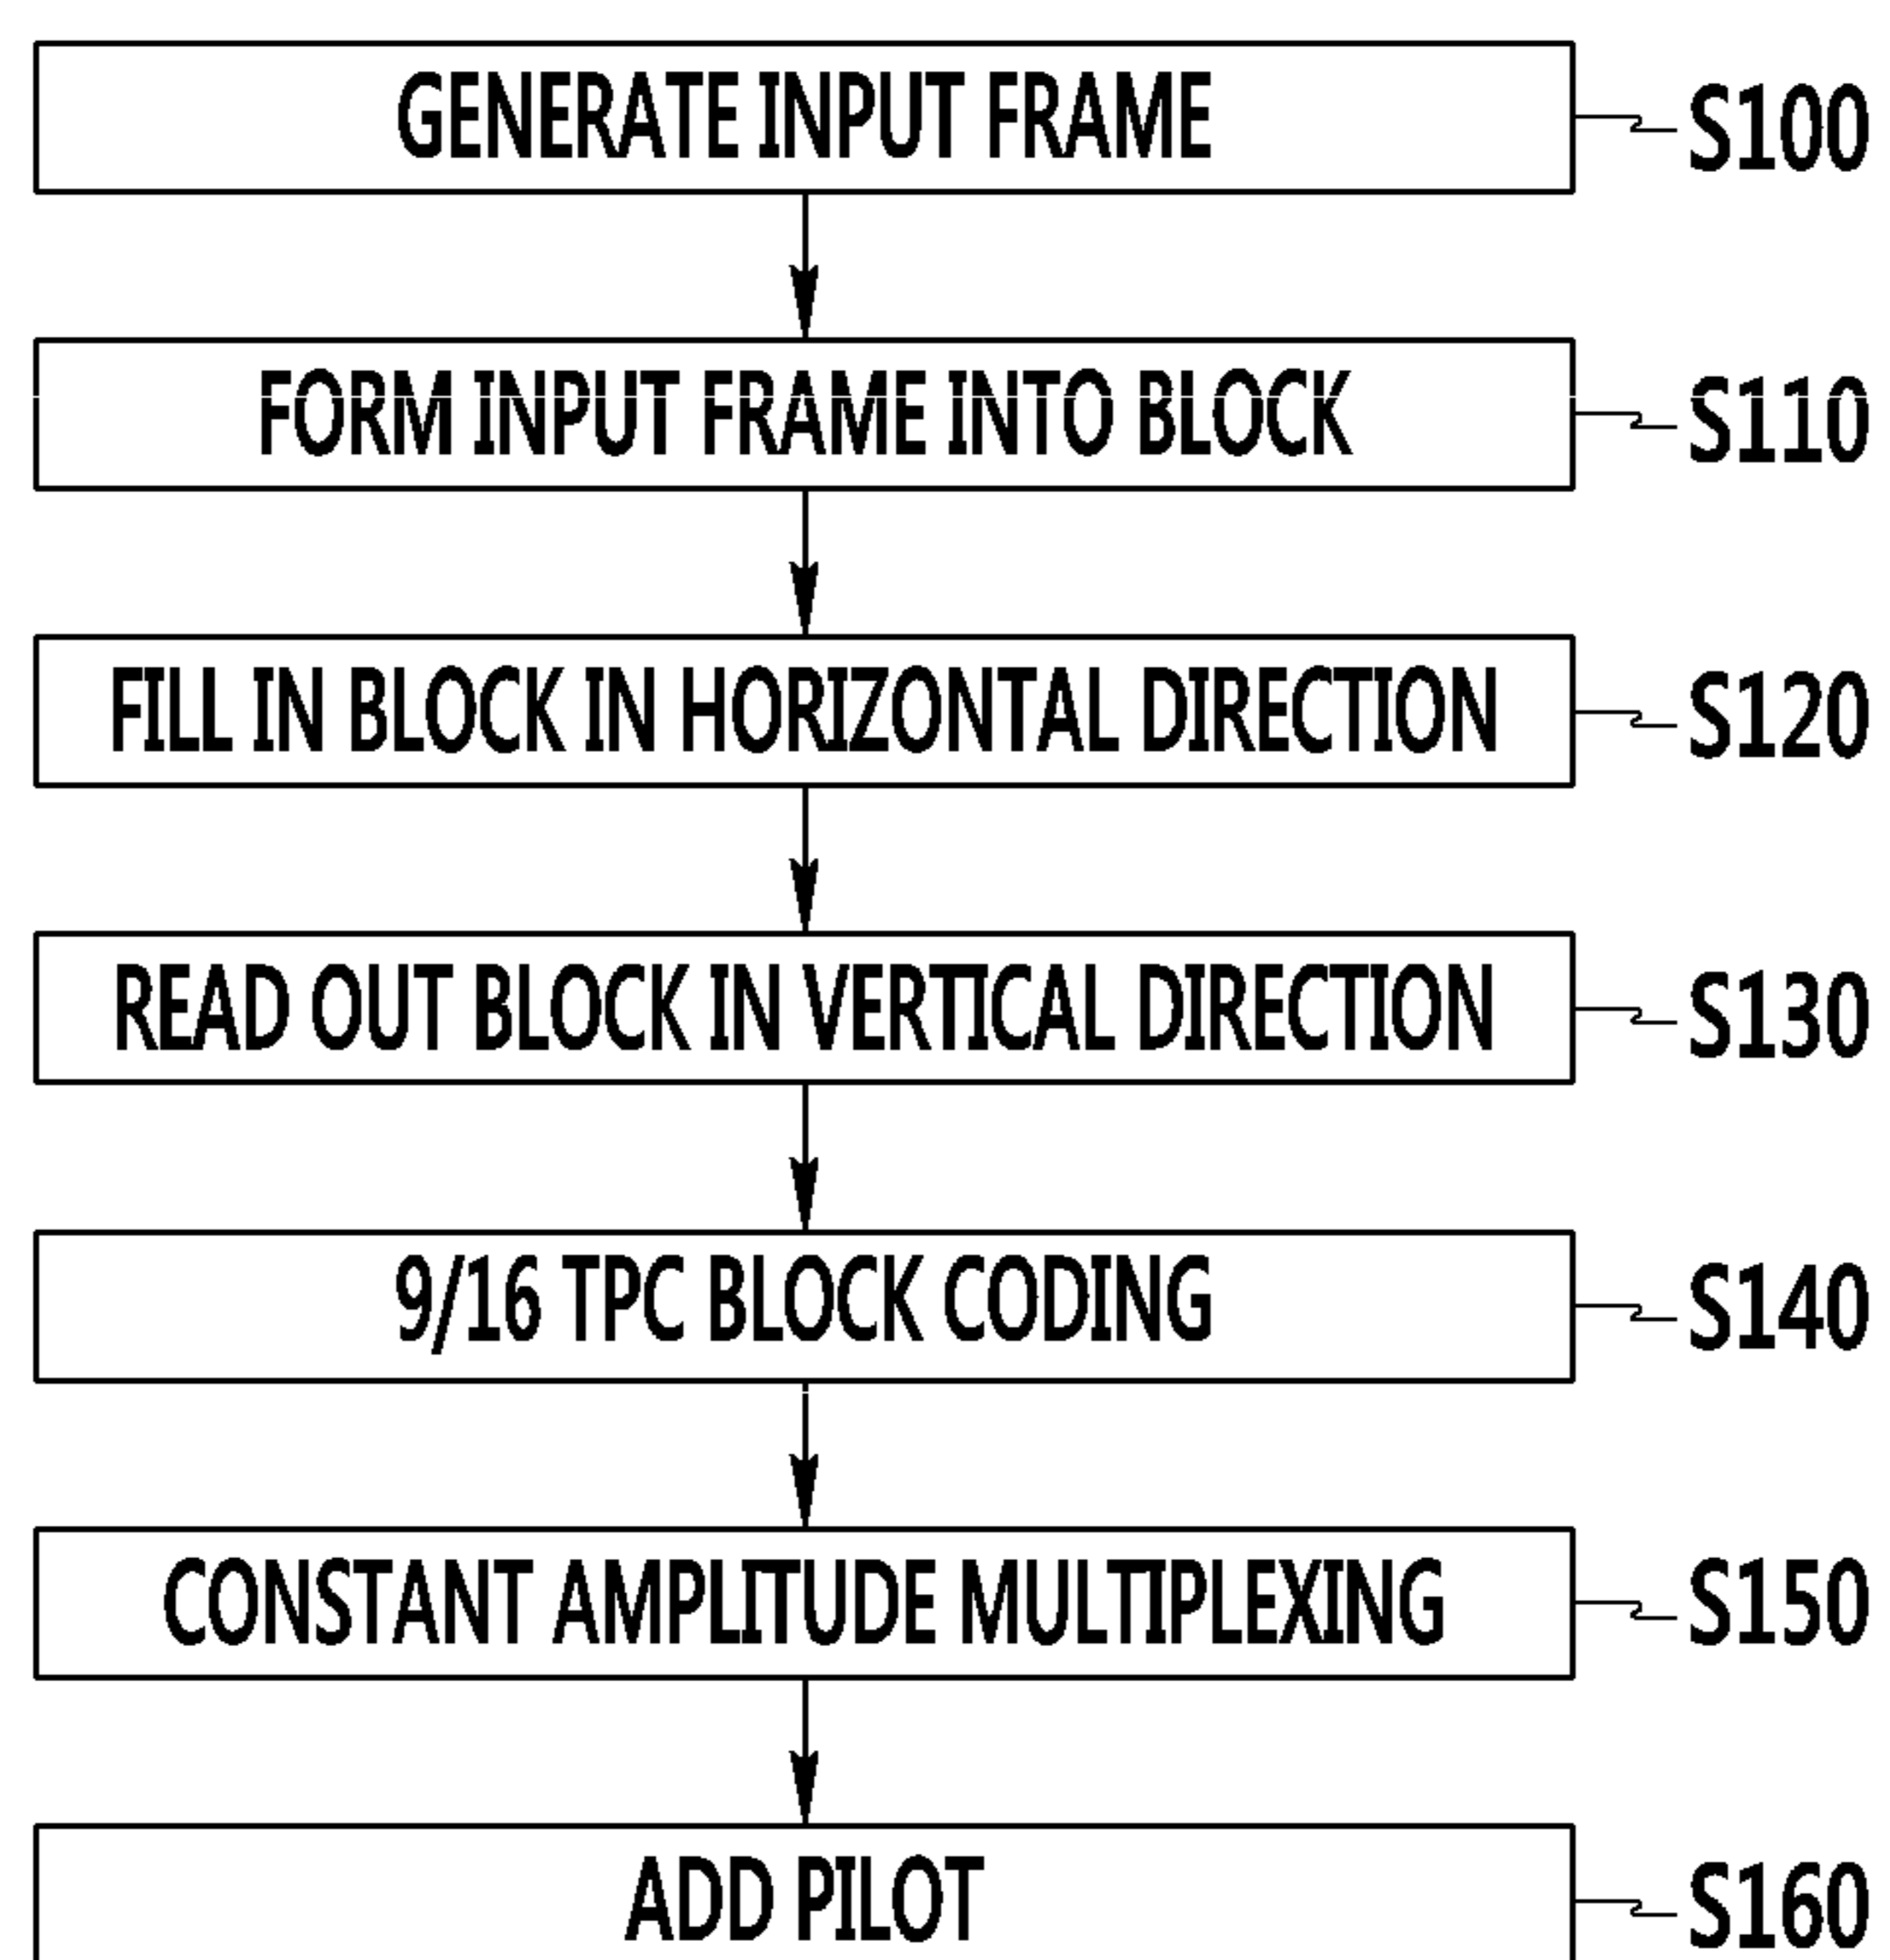 GENERATE INPUT FRAME
S100
FORM INPUT FRAME INTO BLOCK
S110
FILL IN BLOCK IN HORIZONTAL DIRECTION
S120
READ OUT BLOCK IN VERTICAL DIRECTION
S130
9/16 TPC BLOCK CODING
S140
CONSTANT AMPLITUDE MULTIPLEXING
S150
ADD PILOT
S160